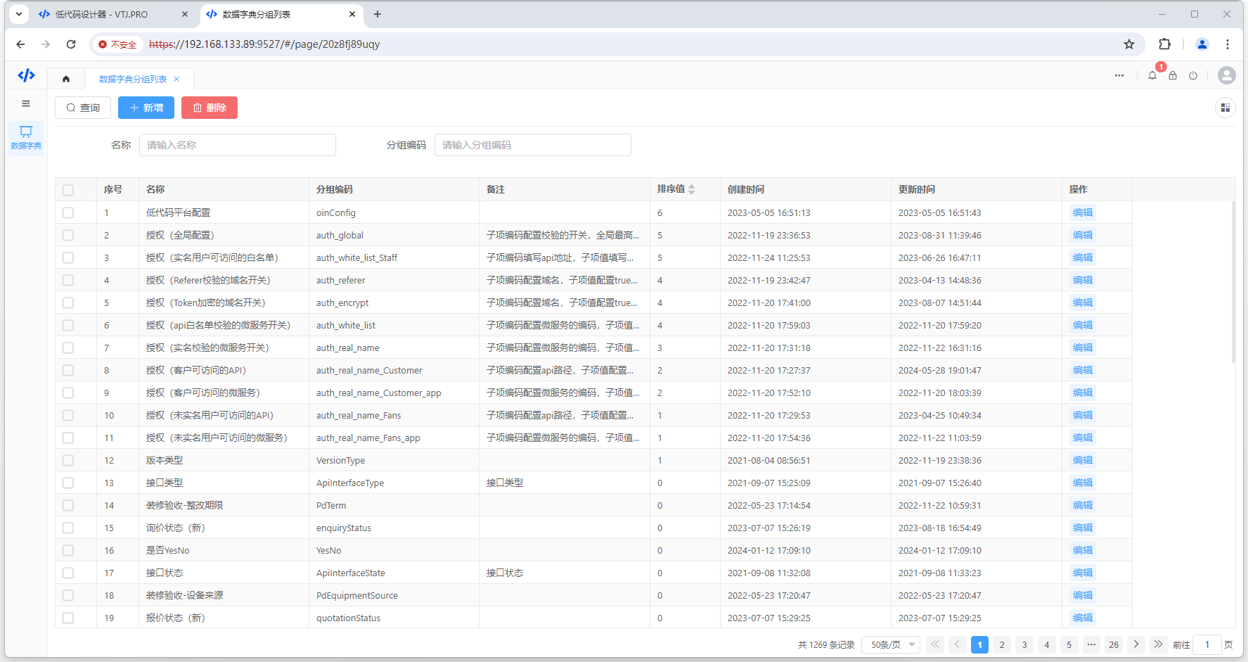 低代码设计器 - VTJ.PRO
数据字典分组列表
不安全 https://192.168.133.89:9527/#/page/20z8fj89uqy
数据字典分组列表
1
查询 新增 删除
数据字典
名称 请输入名称 分组编码 请输入分组编码
序号 名称 分组编码 备注 排序值 创建时间 更新时间 操作
1 低代码平台配置 oinConfig 6 2023-05-05 16:51:13 2023-05-05 16:51:43 编辑
2 授权（全局配置） auth_global 子项编码配置校验的开关，全局最高... 5 2022-11-19 23:36:53 2023-08-31 11:39:46 编辑
3 授权（实名用户可访问的白名单） auth_white_list_Staff 子项编码填写api地址，子项值填写... 5 2022-11-24 11:25:53 2023-06-26 16:47:11 编辑
4 授权（Referer校验的域名开关） auth_referer 子项编码配置域名，子项值配置true... 4 2022-11-19 23:42:47 2023-04-13 14:48:36 编辑
5 授权（Token加密的域名开关） auth_encrypt 子项编码配置域名，子项值配置true... 4 2022-11-20 17:41:00 2023-08-07 14:51:44 编辑
6 授权（api白名单校验的微服务开关） auth_white_list 子项编码配置微服务的编码，子项值... 4 2022-11-20 17:59:03 2022-11-20 17:59:20 编辑
7 授权（实名校验的微服务开关） auth_real_name 子项编码配置微服务的编码，子项值... 3 2022-11-20 17:31:18 2022-11-22 16:31:16 编辑
8 授权（客户可访问的API） auth_real_name_Customer 子项编码配置api路径，子项值配置... 2 2022-11-20 17:27:37 2024-05-28 19:01:47 编辑
9 授权（客户可访问的微服务） auth_real_name_Customer_app 子项编码配置微服务的编码，子项值... 2 2022-11-20 17:52:10 2022-11-20 18:03:39 编辑
10 授权（未实名用户可访问的API） auth_real_name_Fans 子项编码配置api路径，子项值配置... 1 2022-11-20 17:29:53 2023-04-25 10:49:34 编辑
11 授权（未实名用户可访问的微服务） auth_real_name_Fans_app 子项编码配置微服务的编码，子项值... 1 2022-11-20 17:54:36 2022-11-22 11:03:59 编辑
12 版本类型 VersionType 1 2021-08-04 08:56:51 2022-11-19 23:38:36 编辑
13 接口类型 ApiInterfaceType 接口类型 0 2021-09-07 15:25:09 2021-09-07 15:26:40 编辑
14 装修验收-整改期限 PdTerm 0 2022-05-23 17:14:54 2022-11-22 10:59:31 编辑
15 询价状态（新） enquiryStatus 0 2023-07-07 15:26:19 2023-08-18 16:54:49 编辑
16 是否YesNo YesNo 0 2024-01-12 17:09:10 2024-01-12 17:09:10 编辑
17 接口状态 ApiInterfaceState 接口状态 0 2021-09-08 11:32:08 2021-09-08 11:33:23 编辑
18 装修验收-设备来源 PdEquipmentSource 0 2022-05-23 17:20:47 2022-05-23 17:20:47 编辑
19 报价状态（新） quotationStatus 0 2023-07-07 15:29:25 2023-07-07 15:29:25 编辑
共 1269 条记录 50条/页 1 2 3 4 5 ... 26 前往 1 页